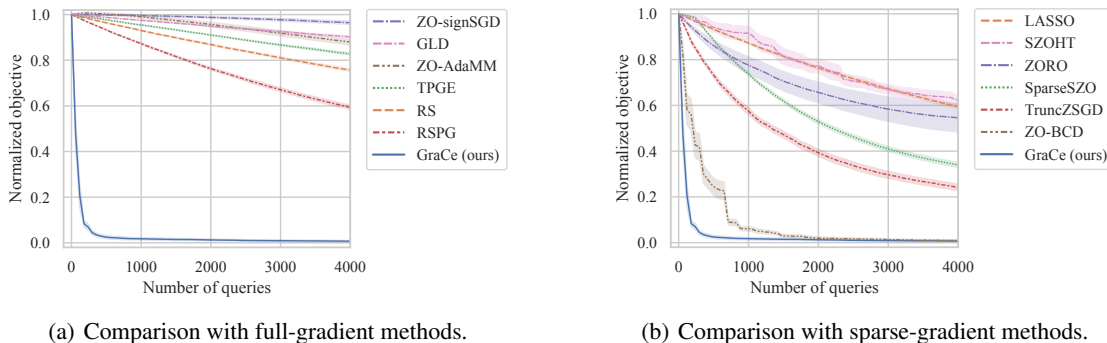 Normalized objective
1.0
0.8
0.6
0.4
0.2
0.0
0
1000
2000
3000
4000
Number of queries
ZO-signSGD
GLD
ZO-AdaMM
TPGE
RS
RSPG
GraCe (ours)
(a) Comparison with full-gradient methods.
Normalized objective
1.0
0.8
0.6
0.4
0.2
0.0
0
1000
2000
3000
4000
Number of queries
LASSO
SZOHT
ZORO
SparseSZO
TruncZSGD
ZO-BCD
GraCe (ours)
(b) Comparison with sparse-gradient methods.